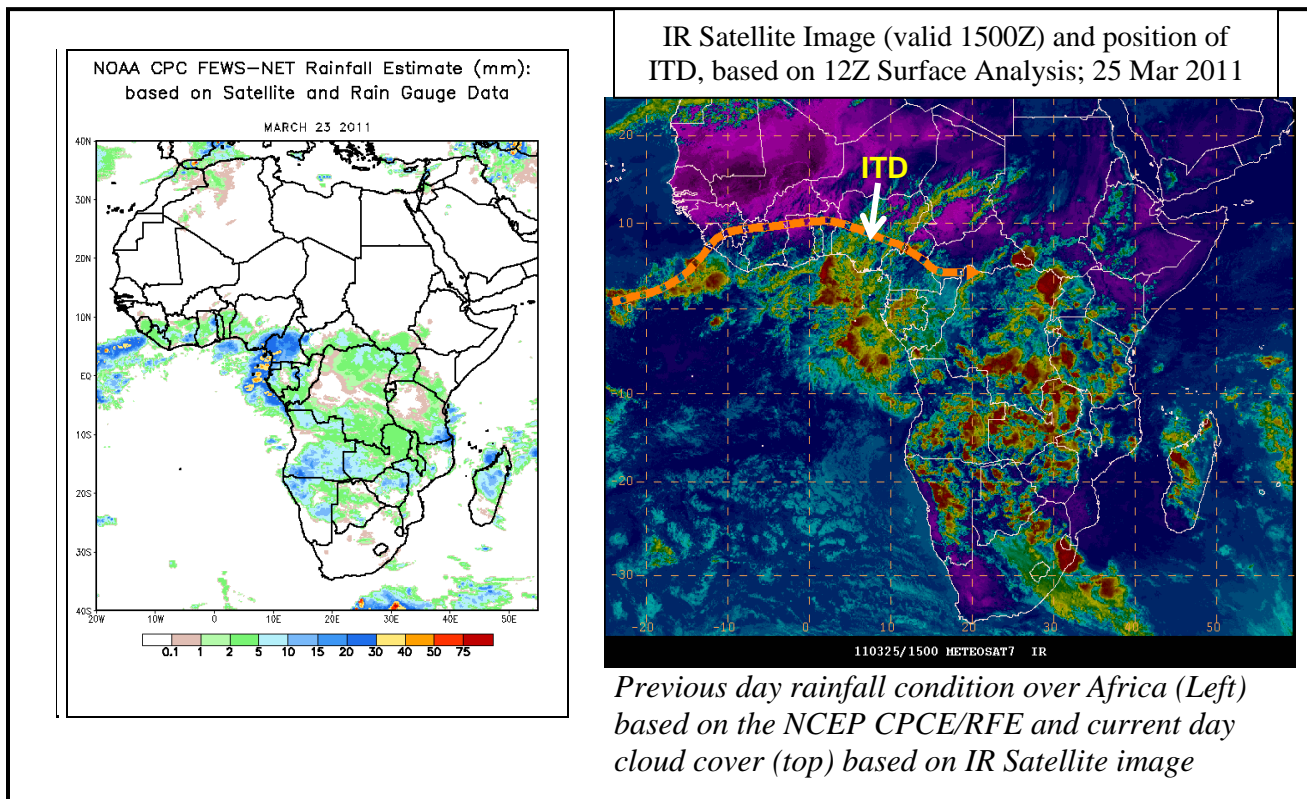 NOAA CPC FEWS-NET Rainfall Estimate (mm):
based on Satellite and Rain Gauge Data
MARCH 23 2011
40N
30N
20N
10N
EQ
10S
20S
30S
40S
20W 10W 0 10E 20E 30E 40E 50E
0.1 1 2 5 10 15 20 30 40 50 75
IR Satellite Image (valid 1500Z) and position of
ITD, based on 12Z Surface Analysis; 25 Mar 2011
20
ITD
10
0
-10
-20
-30
-20 -10 0 10 20 30 40 50
110325/1500 METEOSAT7 IR
Previous day rainfall condition over Africa (Left)
based on the NCEP CPCE/RFE and current day
cloud cover (top) based on IR Satellite image